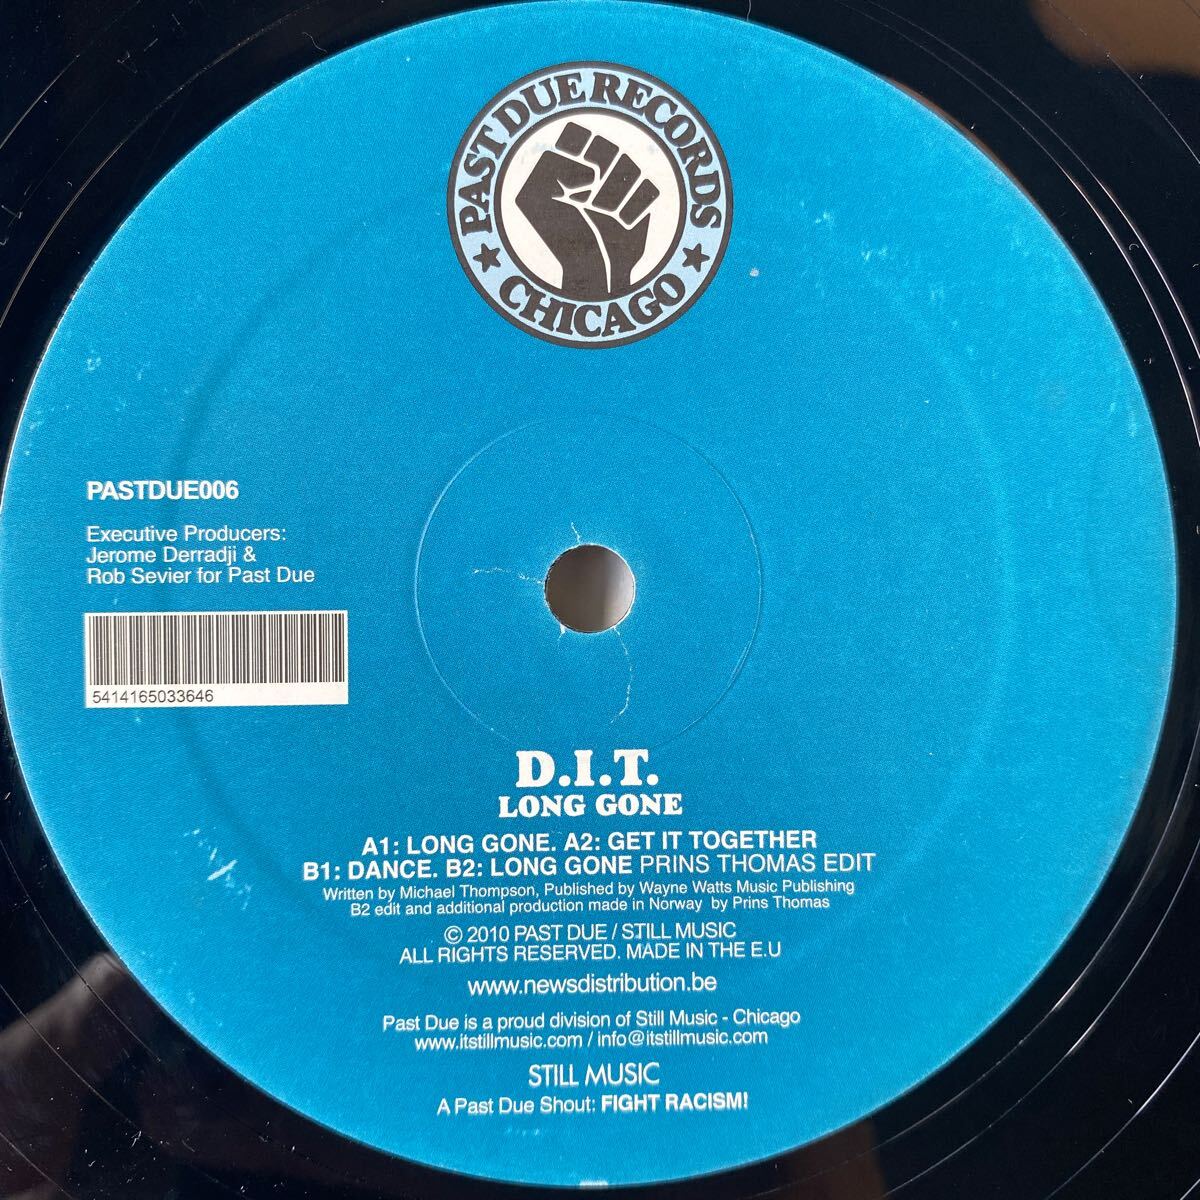 PAST DUE RECORDS
★ CHICAGO ★
PASTDUE006
Executive Producers:
Jerome Derradji &
Rob Sevier for Past Due
5414165033646
D.I.T.
LONG GONE
A1: LONG GONE. A2: GET IT TOGETHER
B1: DANCE. B2: LONG GONE PRINS THOMAS EDIT
Written by Michael Thompson, Published by Wayne Watts Music Publishing
B2 edit and additional production made in Norway by Prins Thomas
© 2010 PAST DUE / STILL MUSIC
ALL RIGHTS RESERVED. MADE IN THE E.U
www.newsdistribution.be
Past Due is a proud division of Still Music - Chicago
www.itstillmusic.com / info@itstillmusic.com
STILL MUSIC
A Past Due Shout: FIGHT RACISM!